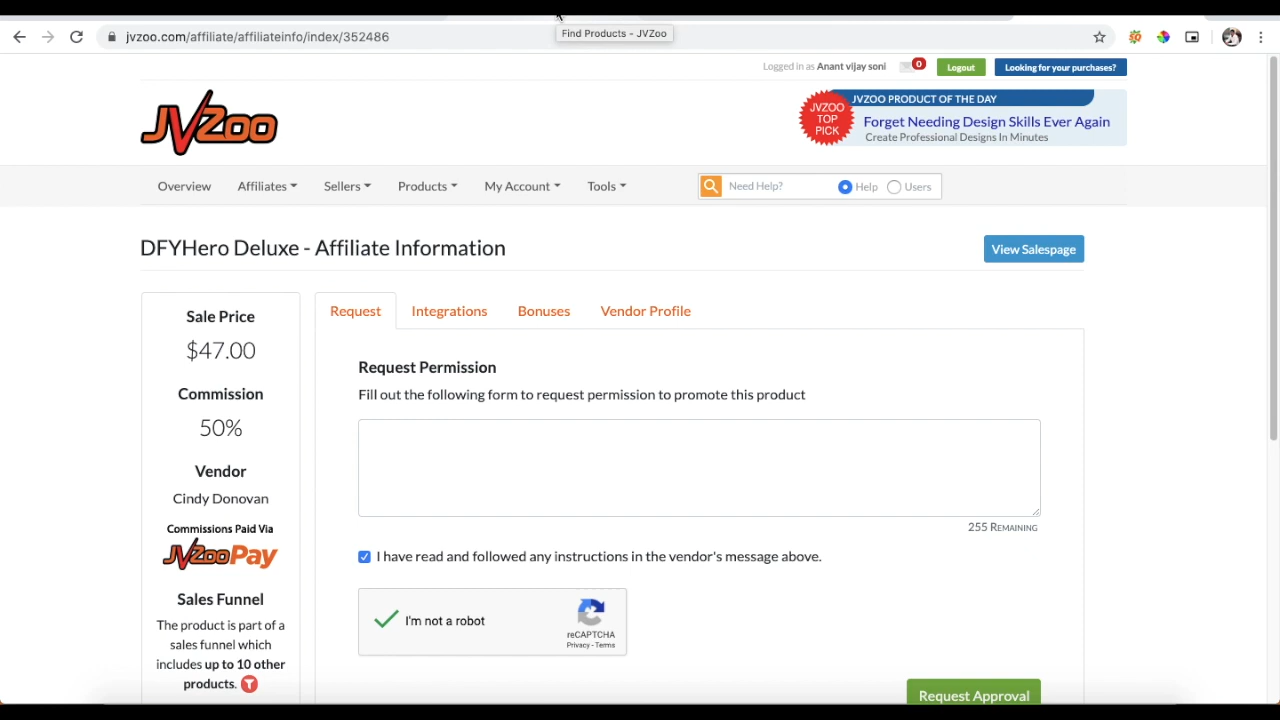 jvzoo.com/affiliate/affiliateinfo/index/352486
Find Products - JVZoo
Logged in as Anant vijay soni
0
Logout
Looking for your purchases?
JVZoo
JVZOO TOP PICK
JVZOO PRODUCT OF THE DAY
Forget Needing Design Skills Ever Again
Create Professional Designs In Minutes
Overview
Affiliates
Sellers
Products
My Account
Tools
Need Help?
Help
Users
DFYHero Deluxe - Affiliate Information
View Salespage
Sale Price
$47.00
Commission
50%
Vendor
Cindy Donovan
Commissions Paid Via
JVZooPay
Sales Funnel
The product is part of a
sales funnel which
includes up to 10 other
products.
Request
Integrations
Bonuses
Vendor Profile
Request Permission
Fill out the following form to request permission to promote this product
255 REMAINING
I have read and followed any instructions in the vendor's message above.
I'm not a robot
reCAPTCHA
Privacy - Terms
Request Approval